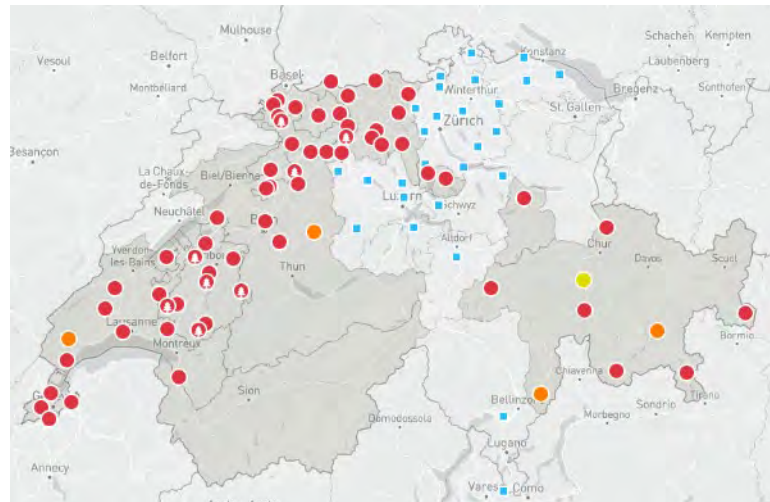 Mulhouse
Schachen
Kempten
Vesoul
Belfort
Konstanz
Laubenberg
Basel
Montbéliard
Winterthur
Bregenz
Sonthofen
St. Gallen
Zürich
Besançon
La Chaux-
de-Fonds
Biel/Bienne
Luzern
Schwyz
Neuchâtel
Altdorf
Chur
Yverdon-
les-Bains
Davos
Scuol
Thun
Lausanne
Bormio
Montreux
Chiavenna
Sion
Bellinzo
Sondrio
Tirano
Morbegno
Domodossola
Lugano
Annecy
Vares
Como